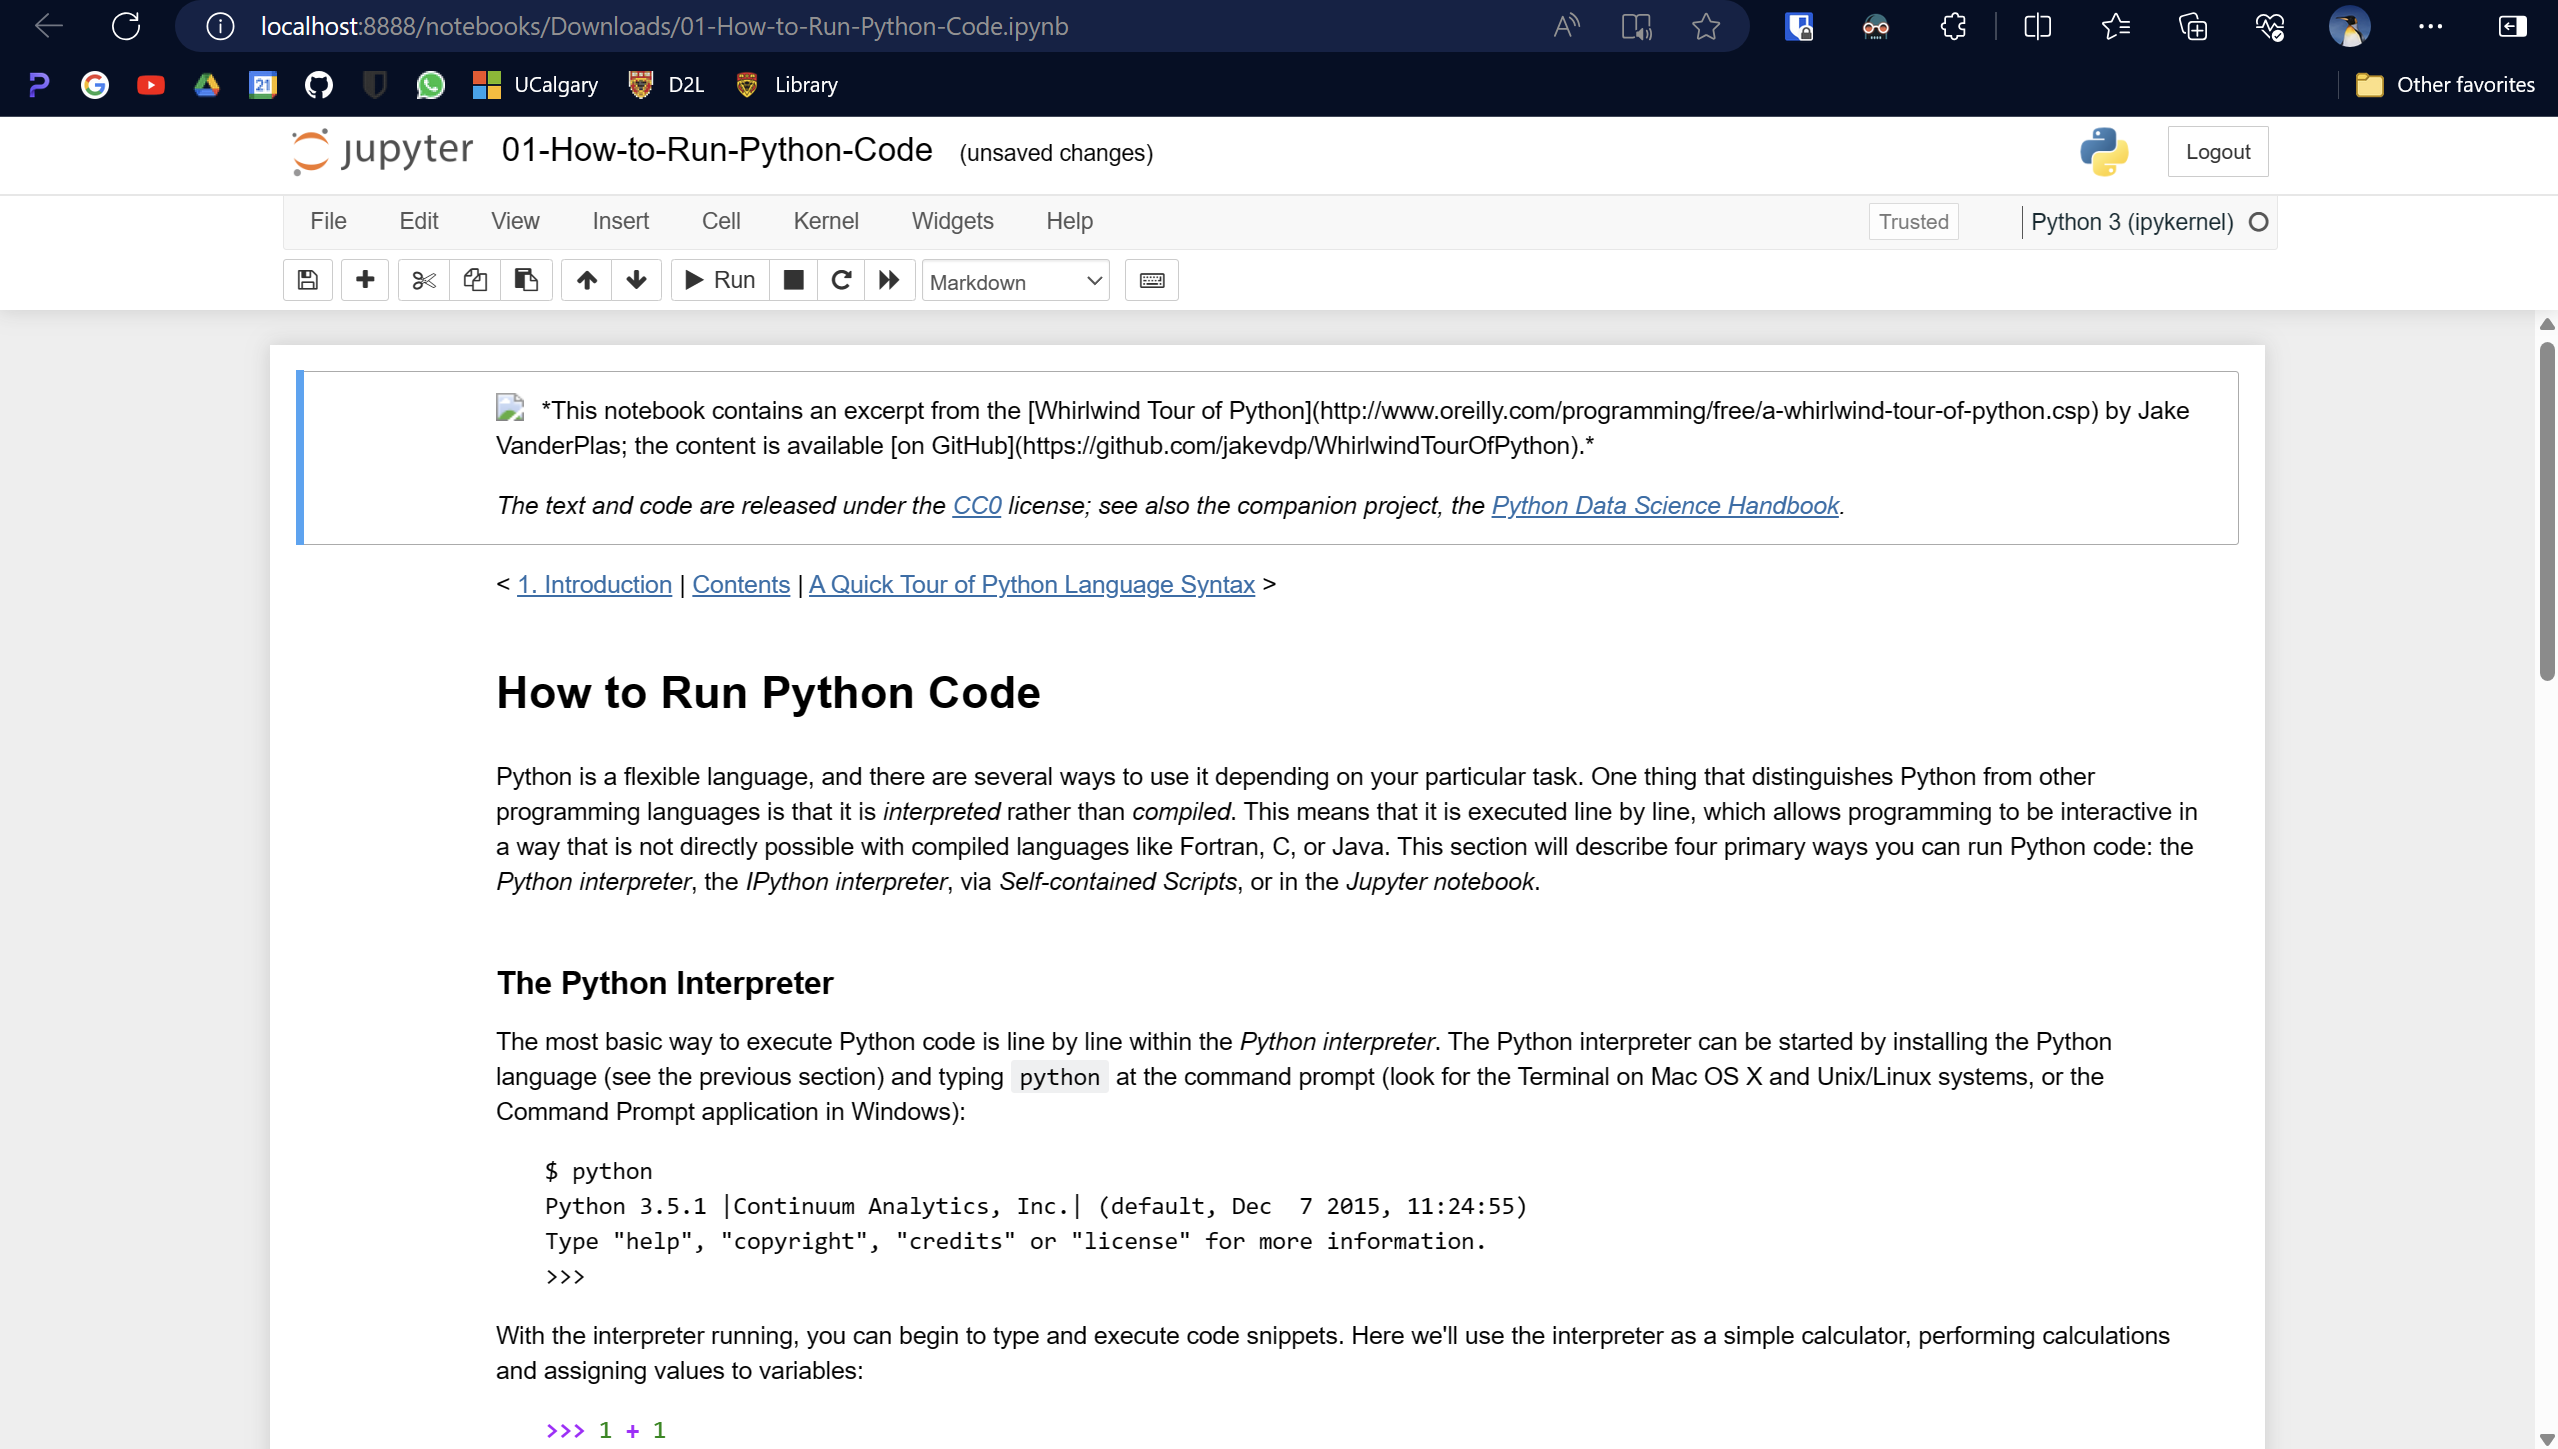 localhost:8888/notebooks/Downloads/01-How-to-Run-Python-Code.ipynb
21 UCalgary D2L Library Other favorites
jupyter 01-How-to-Run-Python-Code (unsaved changes) Logout
File Edit View Insert Cell Kernel Widgets Help Trusted Python 3 (ipykernel)
Run Markdown
*This notebook contains an excerpt from the [Whirlwind Tour of Python](http://www.oreilly.com/programming/free/a-whirlwind-tour-of-python.csp) by Jake
VanderPlas; the content is available [on GitHub](https://github.com/jakevdp/WhirlwindTourOfPython).*
The text and code are released under the CC0 license; see also the companion project, the Python Data Science Handbook.
< 1. Introduction | Contents | A Quick Tour of Python Language Syntax >
How to Run Python Code
Python is a flexible language, and there are several ways to use it depending on your particular task. One thing that distinguishes Python from other
programming languages is that it is interpreted rather than compiled. This means that it is executed line by line, which allows programming to be interactive in
a way that is not directly possible with compiled languages like Fortran, C, or Java. This section will describe four primary ways you can run Python code: the
Python interpreter, the IPython interpreter, via Self-contained Scripts, or in the Jupyter notebook.
The Python Interpreter
The most basic way to execute Python code is line by line within the Python interpreter. The Python interpreter can be started by installing the Python
language (see the previous section) and typing python at the command prompt (look for the Terminal on Mac OS X and Unix/Linux systems, or the
Command Prompt application in Windows):
$ python
Python 3.5.1 |Continuum Analytics, Inc.| (default, Dec  7 2015, 11:24:55)
Type "help", "copyright", "credits" or "license" for more information.
>>>
With the interpreter running, you can begin to type and execute code snippets. Here we'll use the interpreter as a simple calculator, performing calculations
and assigning values to variables:
>>> 1 + 1